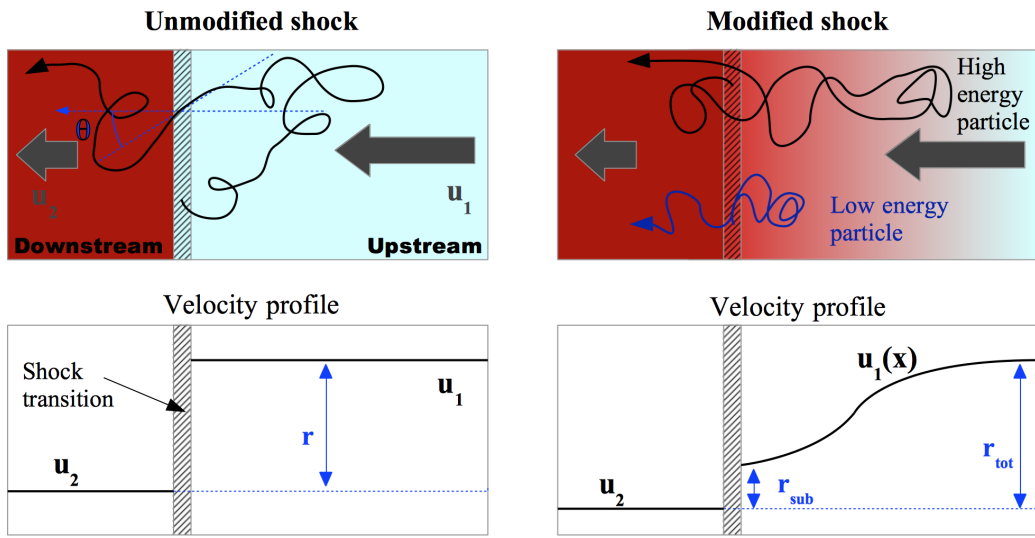 Unmodified shock
θ
u2
u1
Downstream
Upstream
Velocity profile
Shock
transition
u1
r
u2
Modified shock
High
energy
particle
Low energy
particle
Velocity profile
u1(x)
rtot
u2
rsub